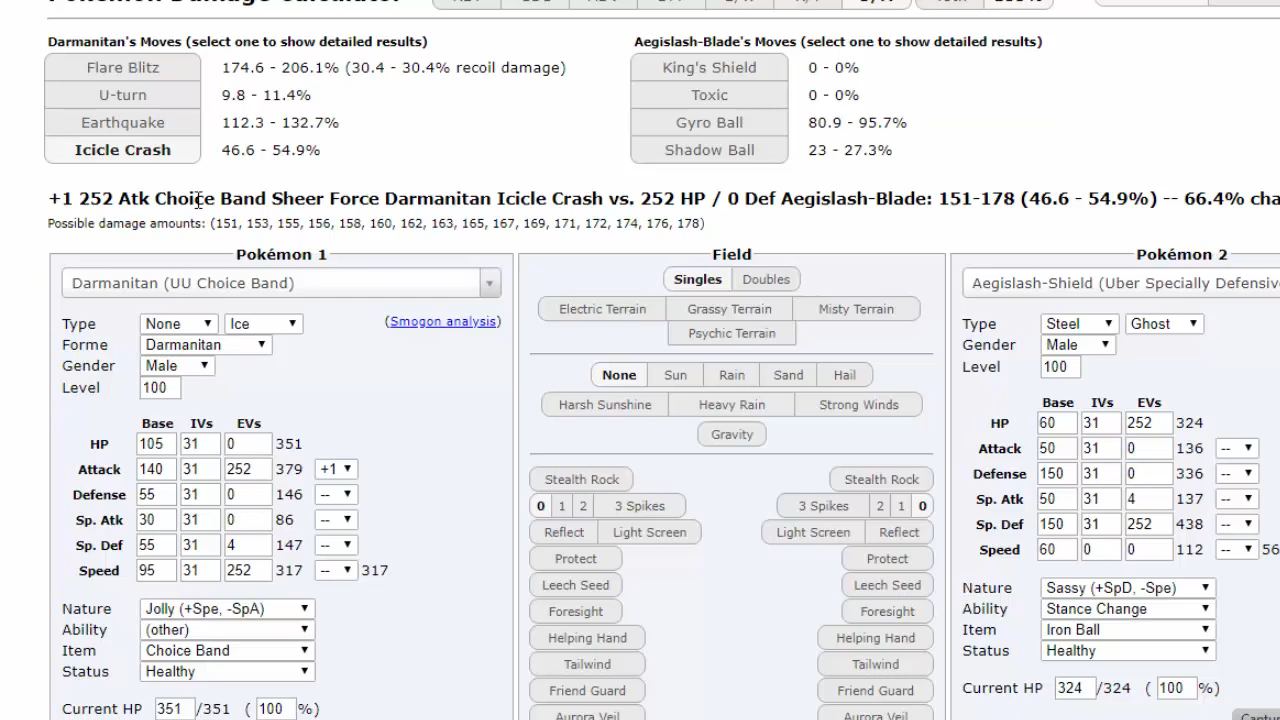 Darmanitan's Moves (select one to show detailed results)
Aegislash-Blade's Moves (select one to show detailed results)
Flare Blitz 174.6 - 206.1% (30.4 - 30.4% recoil damage)
King's Shield 0 - 0%
U-turn 9.8 - 11.4%
Toxic 0 - 0%
Earthquake 112.3 - 132.7%
Gyro Ball 80.9 - 95.7%
Icicle Crash 46.6 - 54.9%
Shadow Ball 23 - 27.3%
+1 252 Atk Choice Band Sheer Force Darmanitan Icicle Crash vs. 252 HP / 0 Def Aegislash-Blade: 151-178 (46.6 - 54.9%) -- 66.4% cha
Possible damage amounts: (151, 153, 155, 156, 158, 160, 162, 163, 165, 167, 169, 171, 172, 174, 176, 178)
Pokémon 1
Darmanitan (UU Choice Band)
Type None Ice (Smogon analysis)
Forme Darmanitan
Gender Male
Level 100
Base IVs EVs
HP 105 31 0 351
Attack 140 31 252 379 +1
Defense 55 31 0 146 --
Sp. Atk 30 31 0 86 --
Sp. Def 55 31 4 147 --
Speed 95 31 252 317 -- 317
Nature Jolly (+Spe, -SpA)
Ability (other)
Item Choice Band
Status Healthy
Current HP 351 /351 ( 100 %)
Field
Singles Doubles
Electric Terrain Grassy Terrain Misty Terrain
Psychic Terrain
None Sun Rain Sand Hail
Harsh Sunshine Heavy Rain Strong Winds
Gravity
Stealth Rock Stealth Rock
0 1 2 3 Spikes 3 Spikes 2 1 0
Reflect Light Screen Light Screen Reflect
Protect Protect
Leech Seed Leech Seed
Foresight Foresight
Helping Hand Helping Hand
Tailwind Tailwind
Friend Guard Friend Guard
Aurora Veil Aurora Veil
Pokémon 2
Aegislash-Shield (Uber Specially Defensive
Type Steel Ghost
Gender Male
Level 100
Base IVs EVs
HP 60 31 252 324
Attack 50 31 0 136 --
Defense 150 31 0 336 --
Sp. Atk 50 31 4 137 --
Sp. Def 150 31 252 438 --
Speed 60 0 0 112 -- 56
Nature Sassy (+SpD, -Spe)
Ability Stance Change
Item Iron Ball
Status Healthy
Current HP 324 /324 ( 100 %)